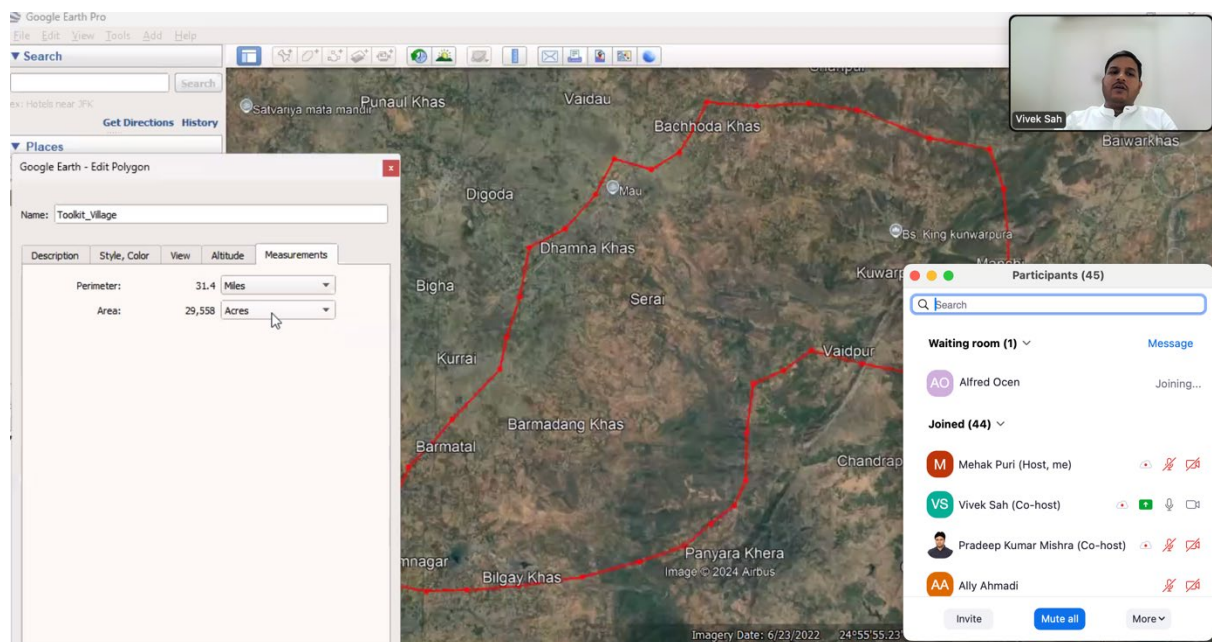 Google Earth Pro
File Edit View Tools Add Help
▼ Search
Search
ex: Hotels near JFK
Get Directions History
▼ Places
Google Earth - Edit Polygon
x
Name: Toolkit_Village
Description Style, Color View Altitude Measurements
Perimeter: 31.4 Miles
Area: 29,558 Acres
Satvariya mata mandir
Punaul Khas
Vaidau
Bachhoda Khas
Baiwarkhas
Digoda
Mau
Bs. King kunwarpura
Dhamna Khas
Bigha
Serai
Kurrai
Vaidpur
Barmadang Khas
Barmatal
Chandrap
Panyara Khera
Bilgay Khas
Image © 2024 Airbus
Imagery Date: 6/23/2022 24°55'55.23"
Vivek Sah
Participants (45)
Search
Waiting room (1) Message
AO Alfred Ocen Joining...
Joined (44)
M Mehak Puri (Host, me)
VS Vivek Sah (Co-host)
Pradeep Kumar Mishra (Co-host)
AA Ally Ahmadi
Invite Mute all More